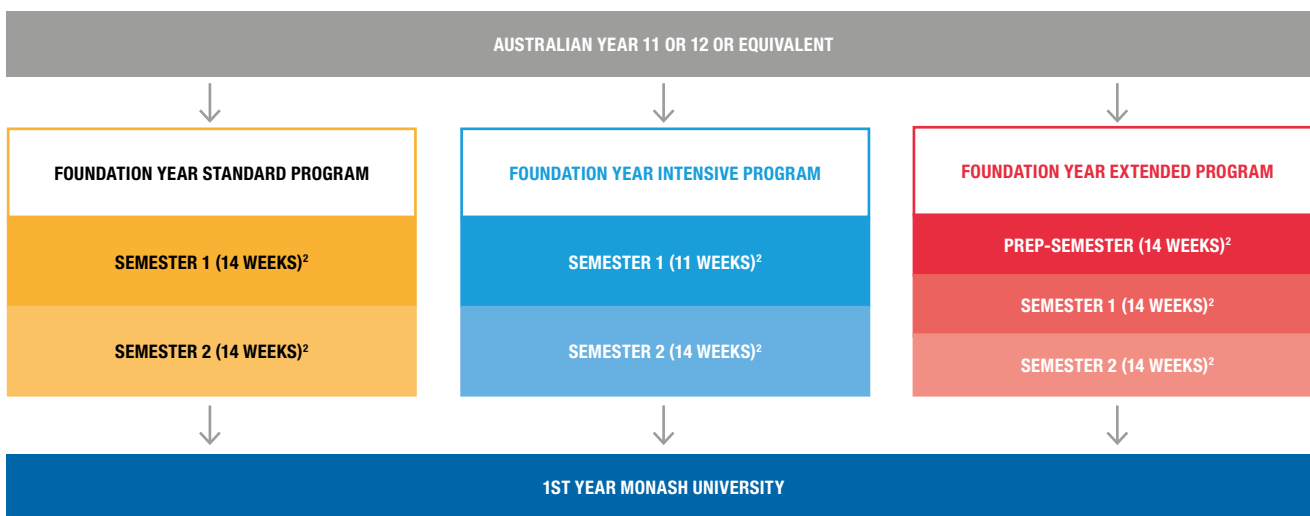 AUSTRALIAN YEAR 11 OR 12 OR EQUIVALENT
FOUNDATION YEAR STANDARD PROGRAM
SEMESTER 1 (14 WEEKS)²
SEMESTER 2 (14 WEEKS)²
FOUNDATION YEAR INTENSIVE PROGRAM
SEMESTER 1 (11 WEEKS)²
SEMESTER 2 (14 WEEKS)²
FOUNDATION YEAR EXTENDED PROGRAM
PREP-SEMESTER (14 WEEKS)²
SEMESTER 1 (14 WEEKS)²
SEMESTER 2 (14 WEEKS)²
1ST YEAR MONASH UNIVERSITY